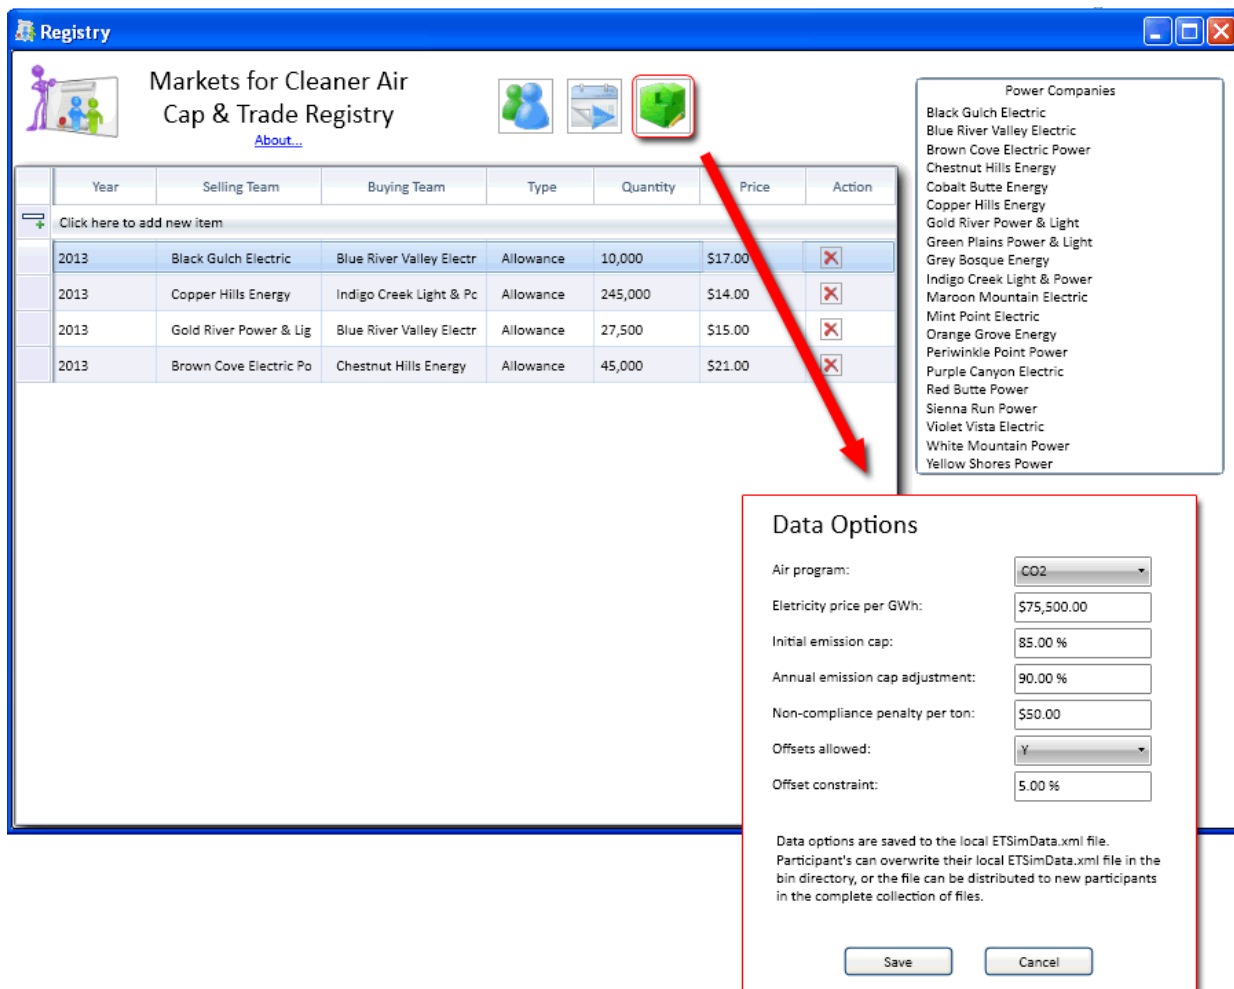 Registry
Markets for Cleaner Air
Cap & Trade Registry
About...
Year Selling Team Buying Team Type Quantity Price Action
Click here to add new item
2013 Black Gulch Electric Blue River Valley Electr Allowance 10,000 $17.00
2013 Copper Hills Energy Indigo Creek Light & Pc Allowance 245,000 $14.00
2013 Gold River Power & Lig Blue River Valley Electr Allowance 27,500 $15.00
2013 Brown Cove Electric Po Chestnut Hills Energy Allowance 45,000 $21.00
Power Companies
Black Gulch Electric
Blue River Valley Electric
Brown Cove Electric Power
Chestnut Hills Energy
Cobalt Butte Energy
Copper Hills Energy
Gold River Power & Light
Green Plains Power & Light
Grey Bosque Energy
Indigo Creek Light & Power
Maroon Mountain Electric
Mint Point Electric
Orange Grove Energy
Periwinkle Point Power
Purple Canyon Electric
Red Butte Power
Sienna Run Power
Violet Vista Electric
White Mountain Power
Yellow Shores Power
Data Options
Air program: CO2
Eletricity price per GWh: $75,500.00
Initial emission cap: 85.00 %
Annual emission cap adjustment: 90.00 %
Non-compliance penalty per ton: $50.00
Offsets allowed: Y
Offset constraint: 5.00 %
Data options are saved to the local ETSimData.xml file.
Participant's can overwrite their local ETSimData.xml file in the
bin directory, or the file can be distributed to new participants
in the complete collection of files.
Save Cancel